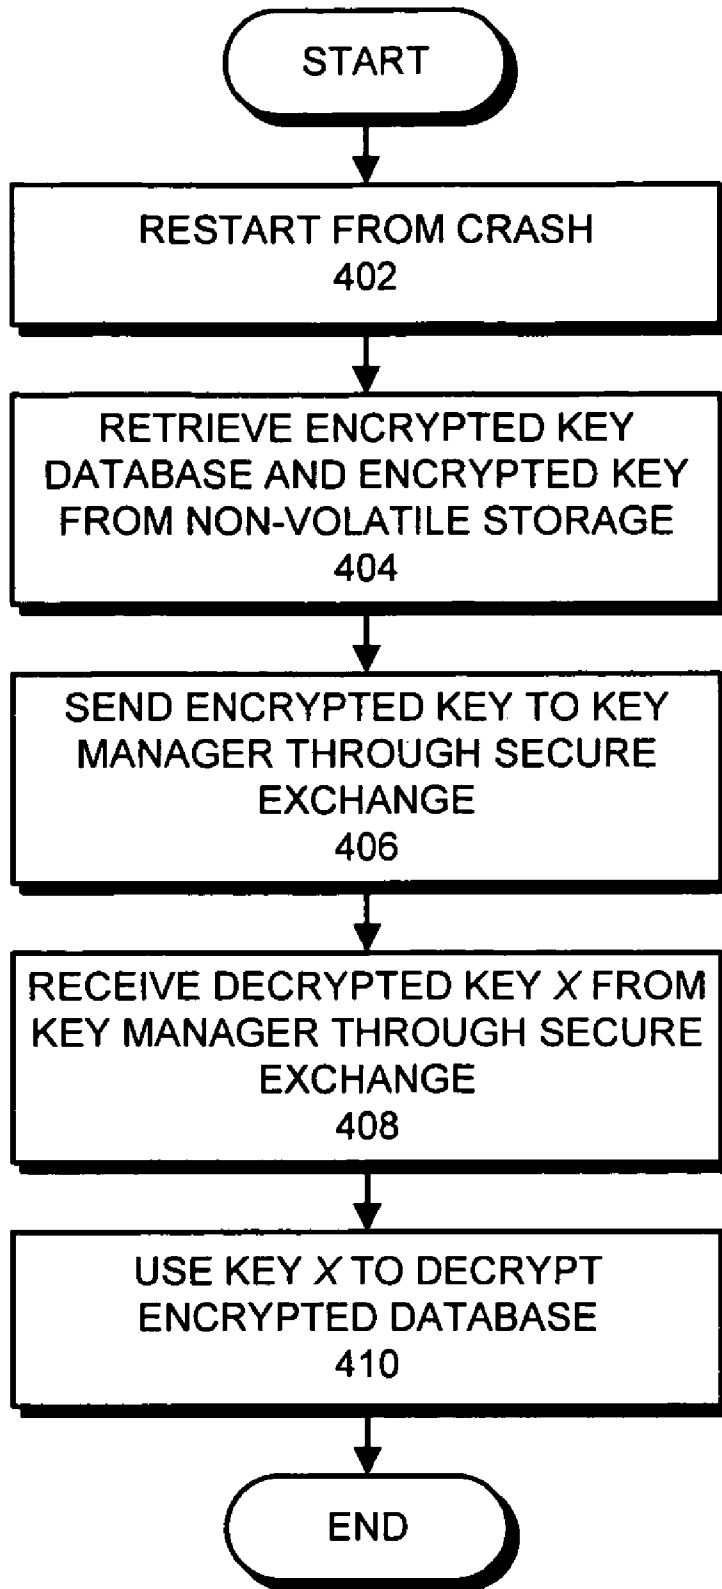 START
RESTART FROM CRASH
402
RETRIEVE ENCRYPTED KEY
DATABASE AND ENCRYPTED KEY
FROM NON-VOLATILE STORAGE
404
SEND ENCRYPTED KEY TO KEY
MANAGER THROUGH SECURE
EXCHANGE
406
RECEIVE DECRYPTED KEY X FROM
KEY MANAGER THROUGH SECURE
EXCHANGE
408
USE KEY X TO DECRYPT
ENCRYPTED DATABASE
410
END